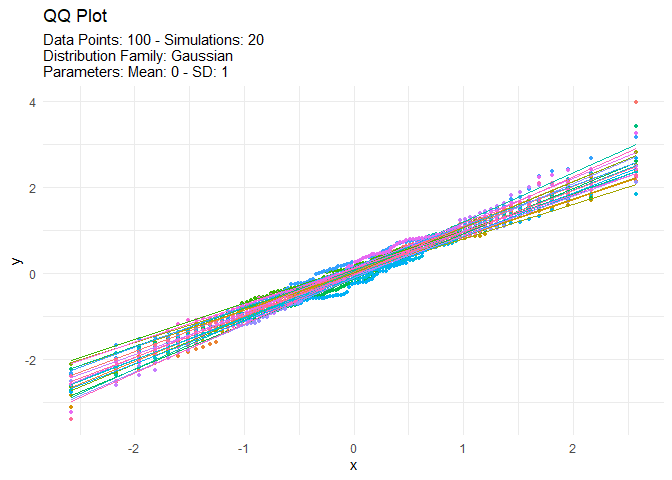 QQ Plot
Data Points: 100 - Simulations: 20
Distribution Family: Gaussian
Parameters: Mean: 0 - SD: 1
4
2
0
-2
y
-2
-1
0
1
2
x